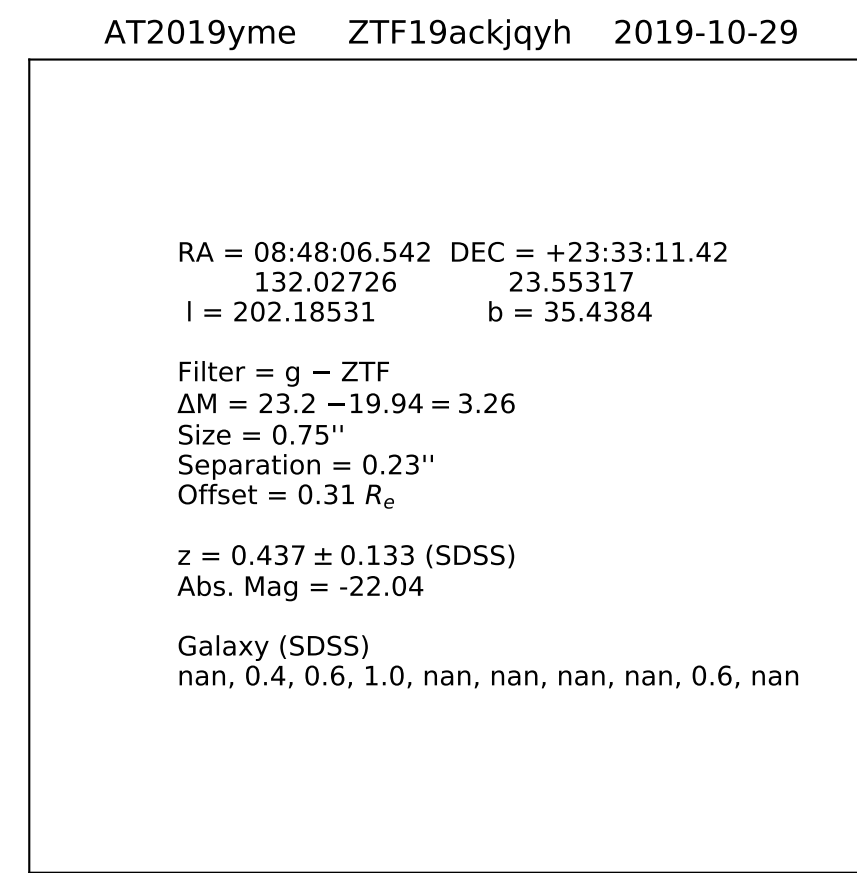 AT2019yme ZTF19ackjqyh 2019-10-29
RA = 08:48:06.542 DEC = +23:33:11.42
132.02726 23.55317
l = 202.18531 b = 35.4384
Filter = g − ZTF
ΔM = 23.2 −19.94 = 3.26
Size = 0.75''
Separation = 0.23''
Offset = 0.31 Re
z = 0.437 ± 0.133 (SDSS)
Abs. Mag = -22.04
Galaxy (SDSS)
nan, 0.4, 0.6, 1.0, nan, nan, nan, nan, 0.6, nan